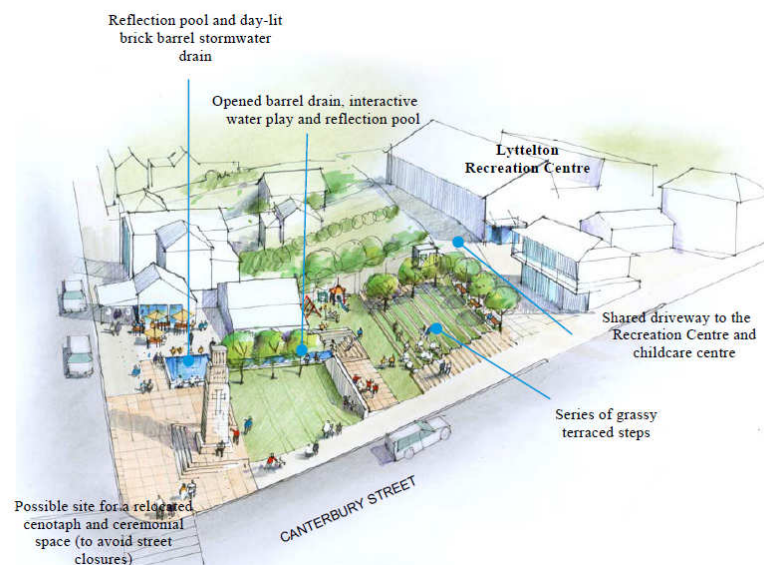 Reflection pool and day-lit
brick barrel stormwater
drain
Opened barrel drain, interactive
water play and reflection pool
Lyttelton
Recreation Centre
Shared driveway to the
Recreation Centre and
childcare centre
Series of grassy
terraced steps
CANTERBURY STREET
Possible site for a relocated
cenotaph and ceremonial
space (to avoid street
closures)